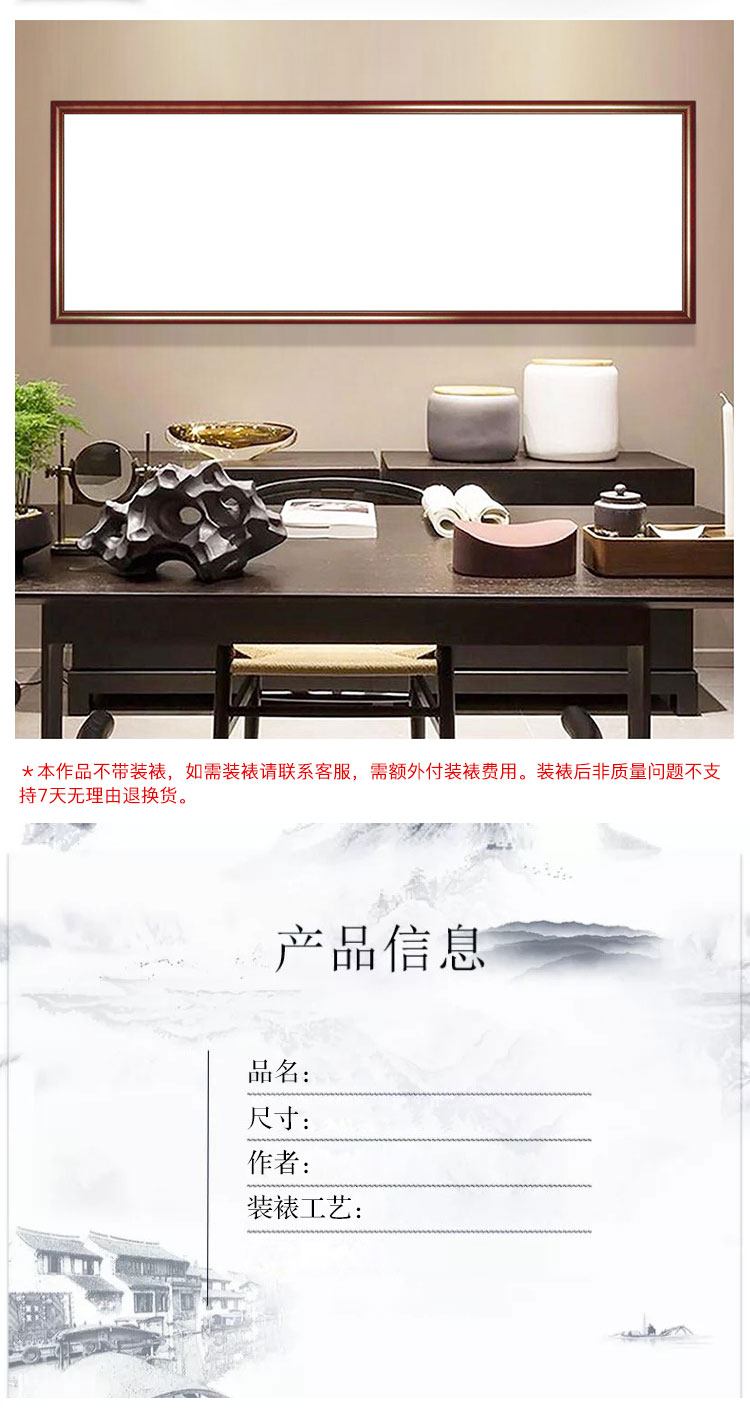 ＊本作品不带装裱，如需装裱请联系客服，需额外付装裱费用。装裱后非质量问题不支
持7天无理由退换货。
产品信息
品名：
尺寸：
作者：
装裱工艺：